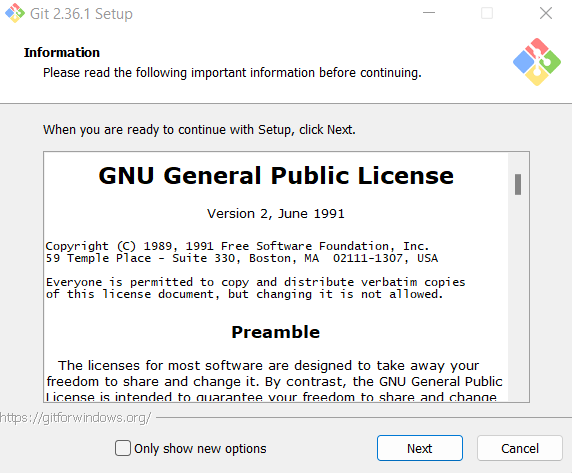 Git 2.36.1 Setup
Information
Please read the following important information before continuing.
When you are ready to continue with Setup, click Next.
GNU General Public License
Version 2, June 1991
Copyright (C) 1989, 1991 Free Software Foundation, Inc.
59 Temple Place - Suite 330, Boston, MA  02111-1307, USA
Everyone is permitted to copy and distribute verbatim copies
of this license document, but changing it is not allowed.
Preamble
The licenses for most software are designed to take away your
freedom to share and change it. By contrast, the GNU General Public
License is intended to guarantee your freedom to share and change
https://gitforwindows.org/
Only show new options
Next
Cancel